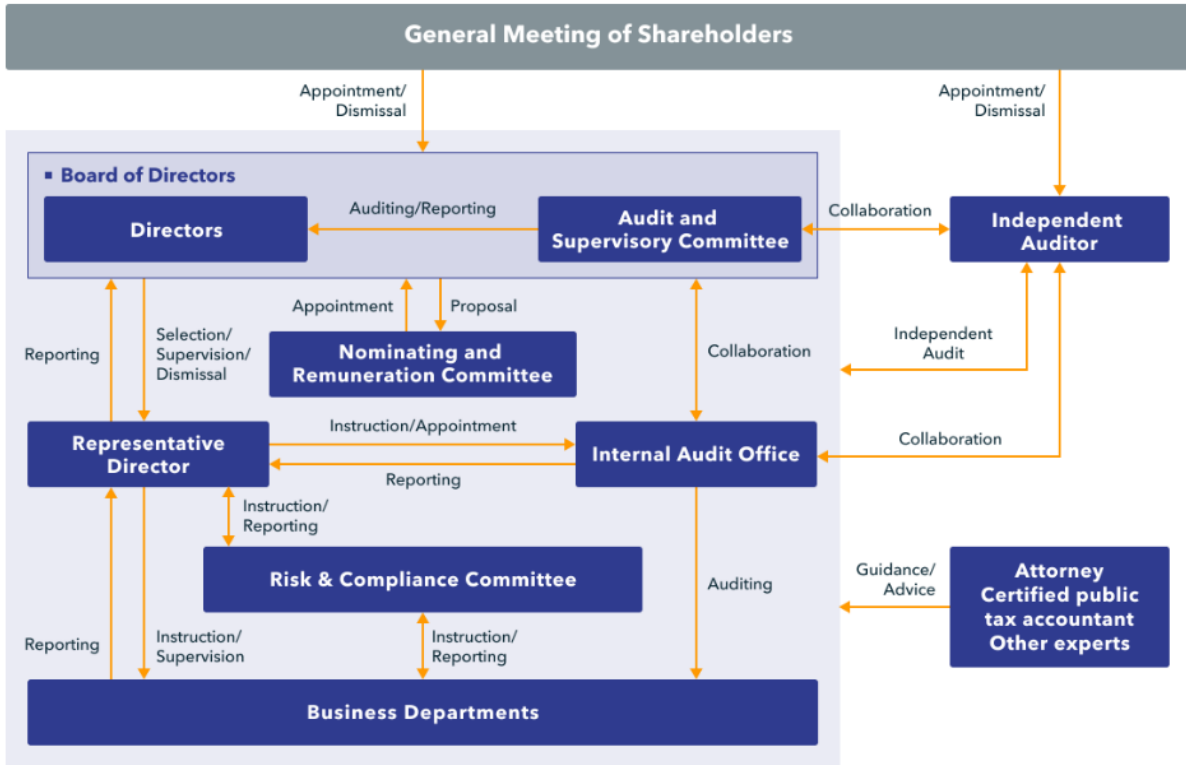 General Meeting of Shareholders
Appointment/
Dismissal
Appointment/
Dismissal
▪ Board of Directors
Directors
Auditing/Reporting
Audit and
Supervisory Committee
Collaboration
Independent
Auditor
Reporting
Selection/
Supervision/
Dismissal
Appointment
Proposal
Nominating and
Remuneration Committee
Collaboration
Independent
Audit
Representative
Director
Instruction/Appointment
Reporting
Internal Audit Office
Collaboration
Instruction/
Reporting
Risk & Compliance Committee
Auditing
Guidance/
Advice
Attorney
Certified public
tax accountant
Other experts
Reporting
Instruction/
Supervision
Instruction/
Reporting
Business Departments